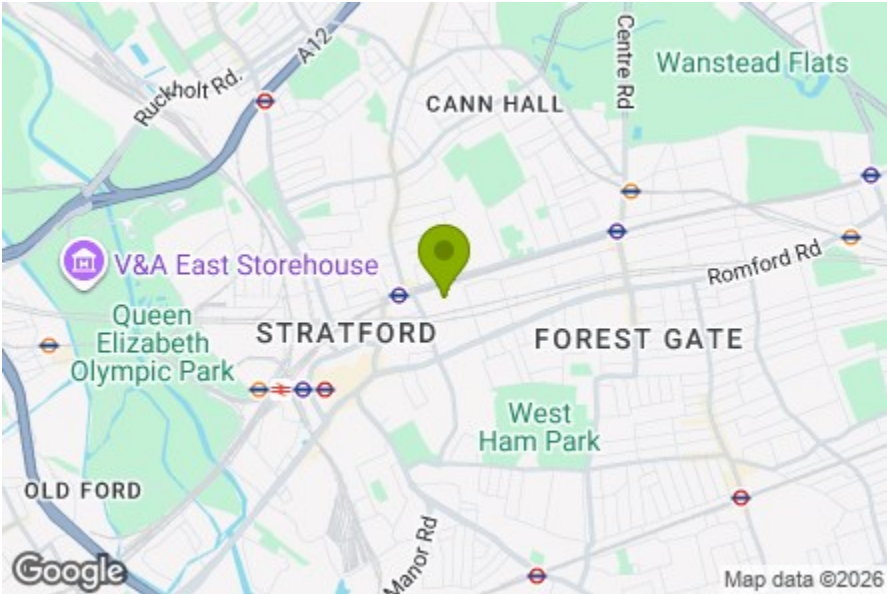 A12
Ruckholt Rd.
Centre Rd
Wanstead Flats
CANN HALL
V&A East Storehouse
Romford Rd
Queen
Elizabeth
Olympic Park
STRATFORD
FOREST GATE
West
Ham Park
OLD FORD
Manor Rd
Google
Map data ©2026